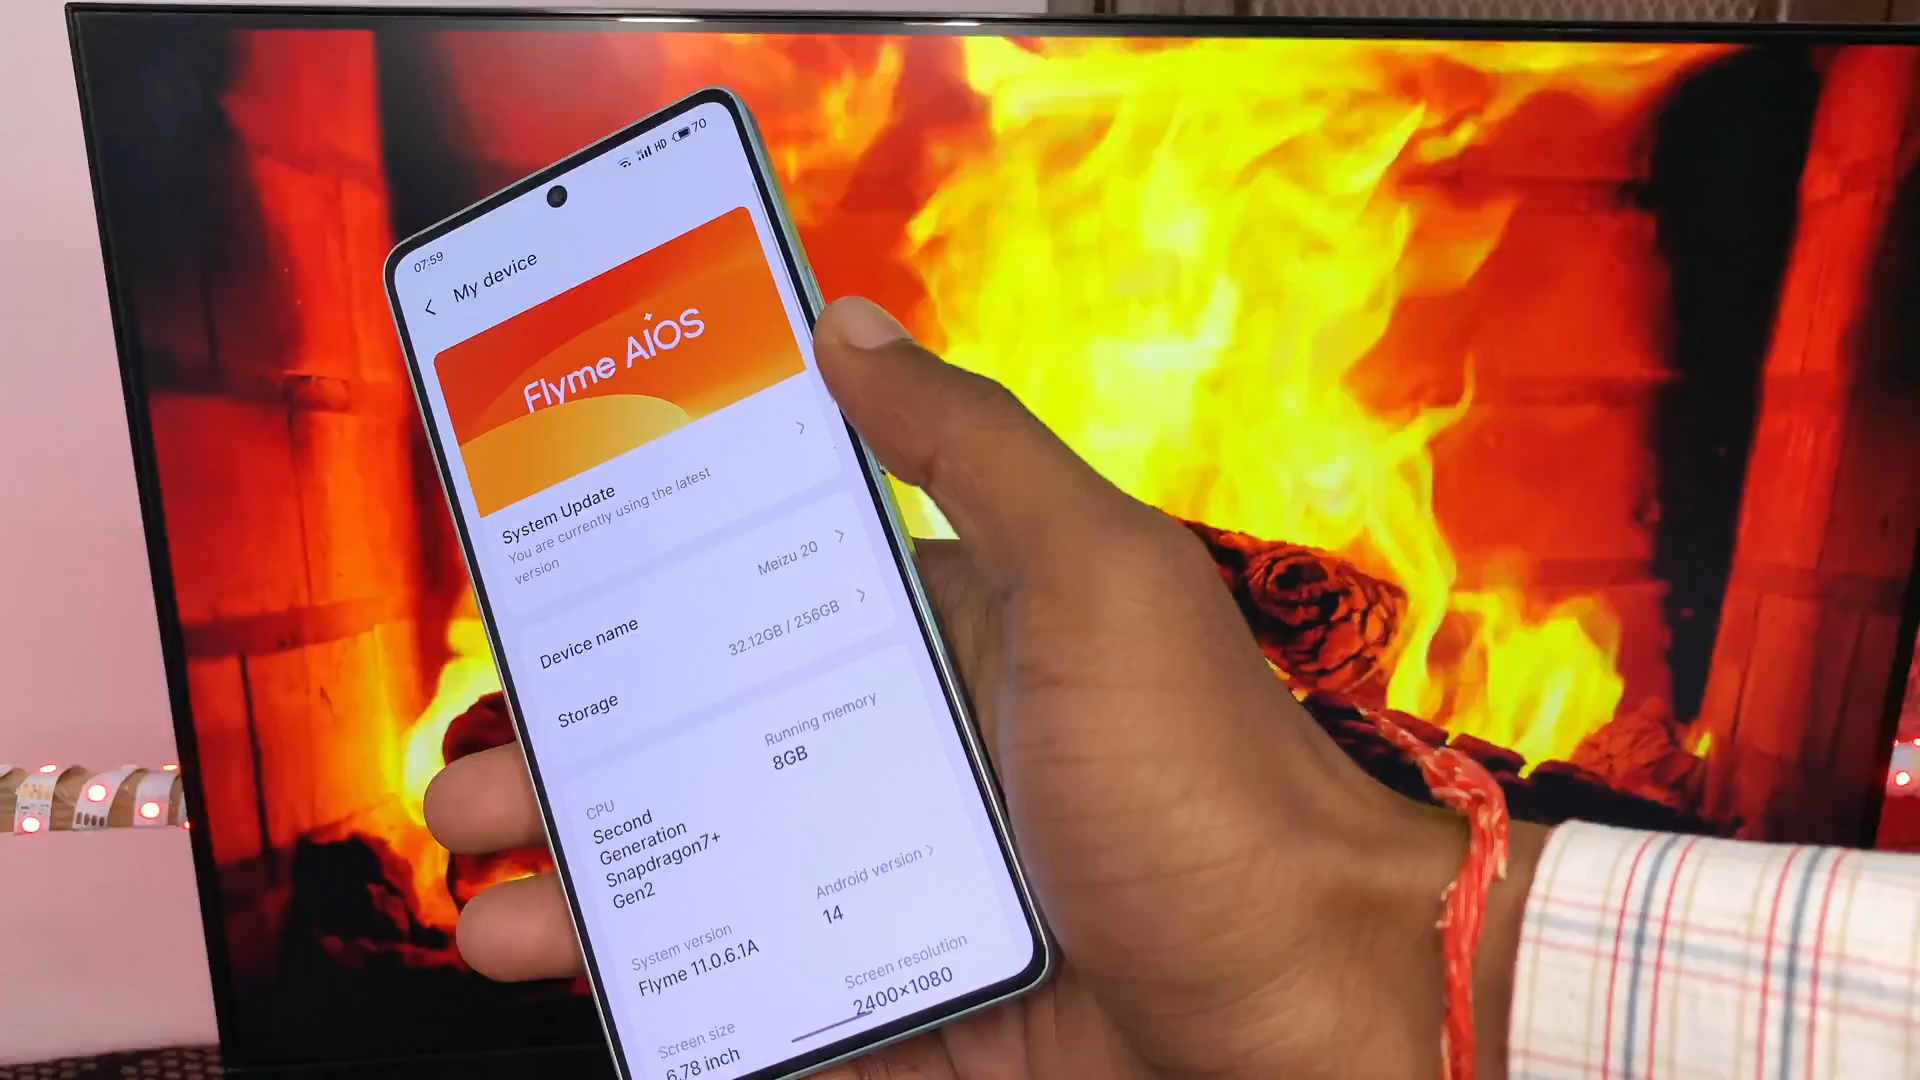 07:59
HD 70
My device
Flyme AIOS
System Update
You are currently using the latest
version
Device name
Meizu 20
Storage
32.12GB / 256GB
CPU
Second
Generation
Snapdragon7+
Gen2
Running memory
8GB
System version
Flyme 11.0.6.1A
Android version
14
Screen size
6.78 inch
Screen resolution
2400×1080